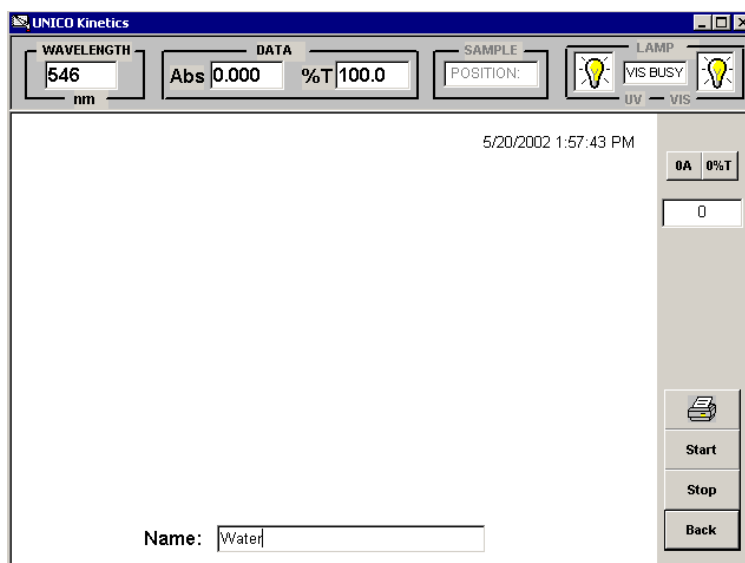 UNICO Kinetics
WAVELENGTH
546
nm
DATA
Abs 0.000 %T 100.0
SAMPLE
POSITION:
LAMP
VIS BUSY
UV VIS
5/20/2002 1:57:43 PM
0A 0%T
0
Start
Stop
Back
Name: Water